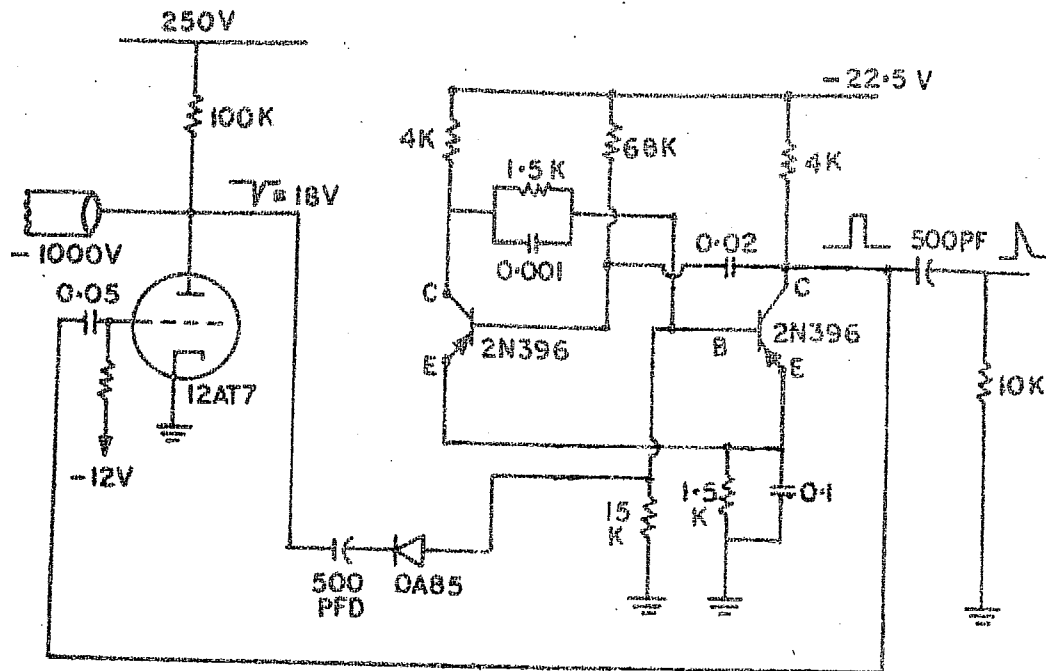 250V
100K
-22.5 V
4K
68K
4K
1.5K
0.001
= 18V
-1000V
0.05
0.02
500PF
C
C
2N396
B
2N396
E
E
12AT7
10K
-12V
15
K
1.5
K
0.1
500
PFD
OA85